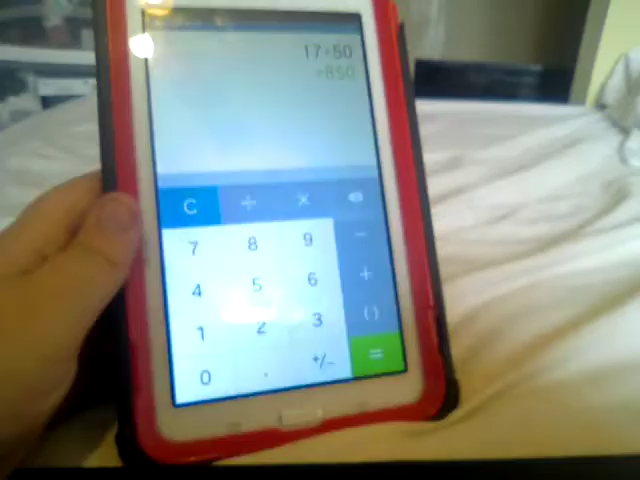 17×50
=850
C ÷ ×
7 8 9 −
4 5 6 +
1 2 3 ()
0 . +/− =